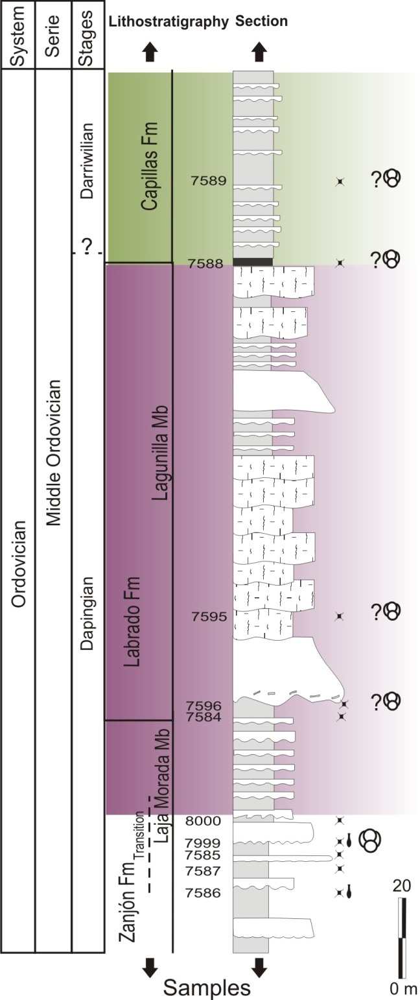 System
Serie
Stages
Lithostratigraphy Section
Ordovician
Middle Ordovician
Darriwilian
?
Dapingian
Capillas Fm
Labrado Fm
Lagunilla Mb
Laja Morada Mb
Zanjón Fm
Transition
7589
?
7588
?
7595
?
7596
?
7584
8000
7999
7585
7587
7586
20
0 m
Samples